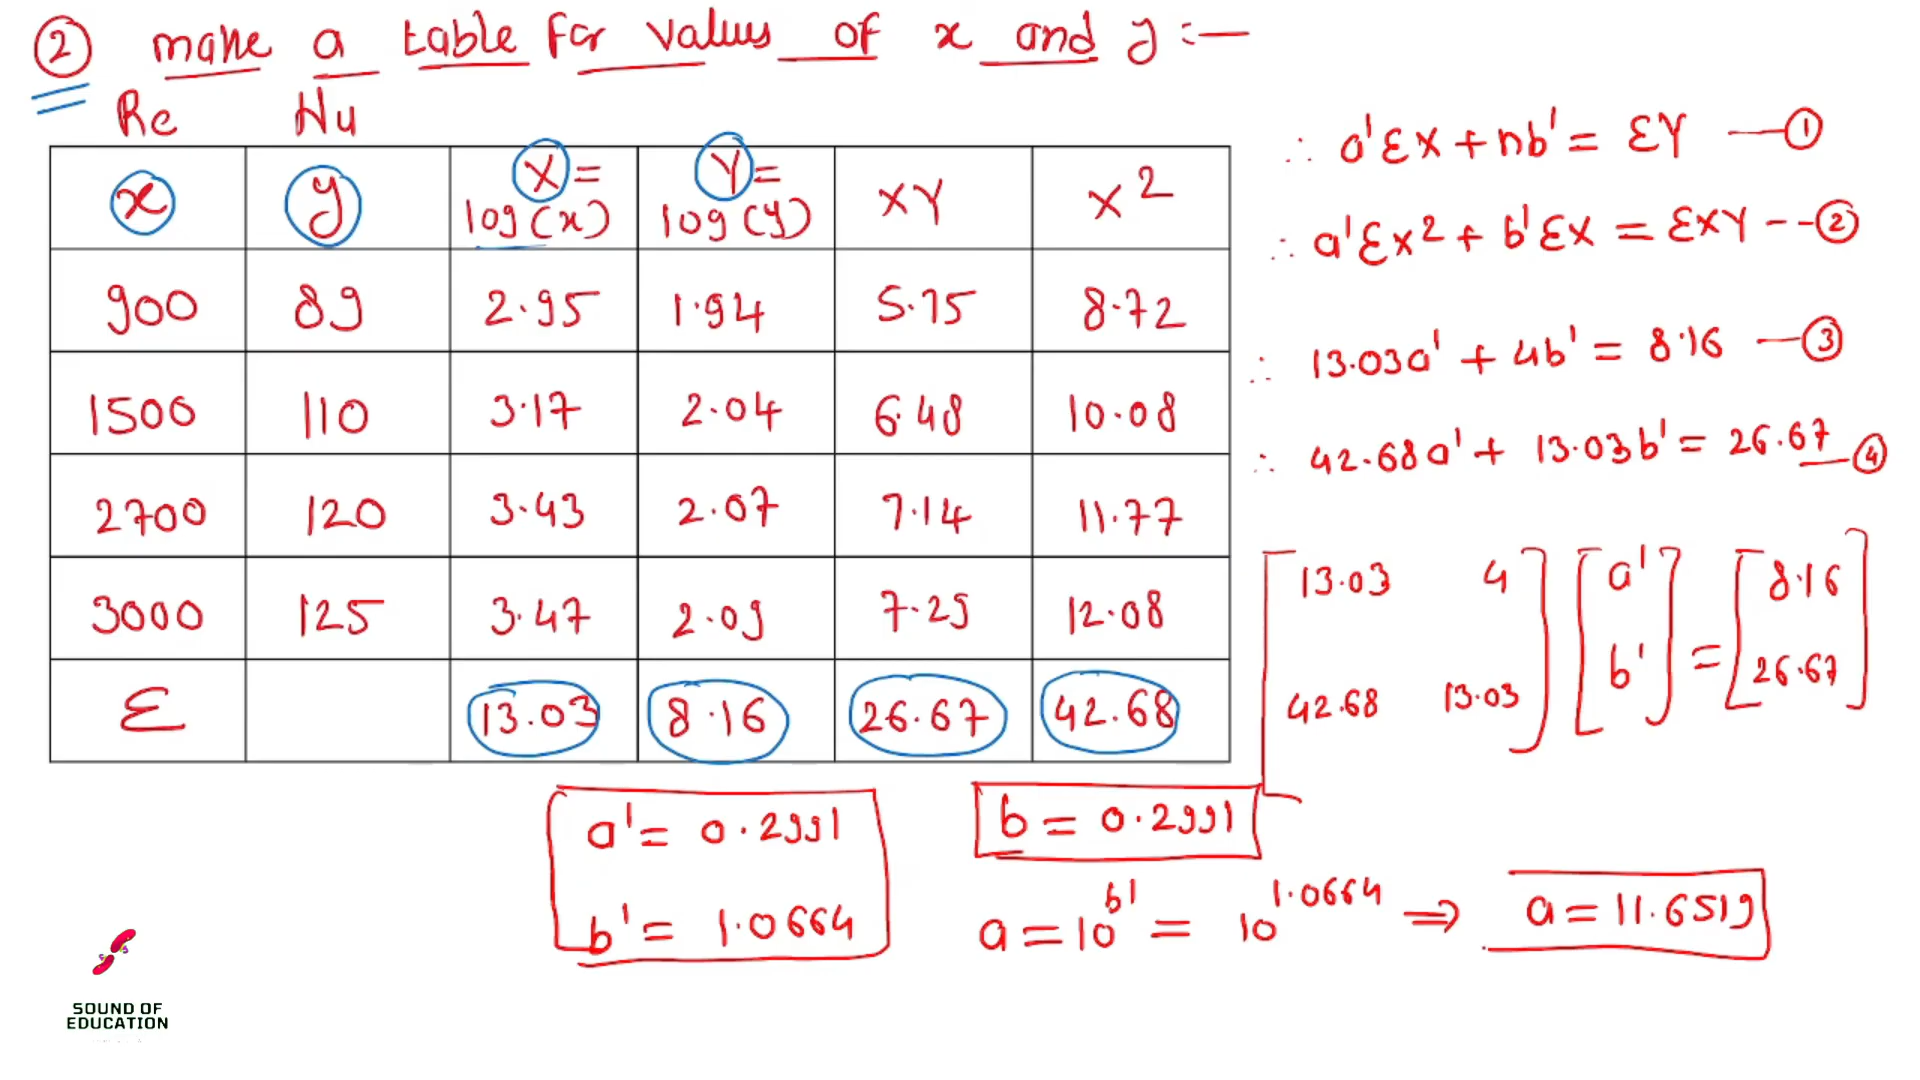 ② make a table for values of x and y :—
Re Nu
x y X = log(x) Y = log(y) XY X²
900 89 2.95 1.94 5.75 8.72
1500 110 3.17 2.04 6.48 10.08
2700 120 3.43 2.07 7.14 11.77
3000 125 3.47 2.09 7.29 12.08
Σ 13.03 8.16 26.67 42.68
∴ a'ΣX + nb' = ΣY —①
∴ a'Σx² + b'ΣX = ΣXY --②
∴ 13.03a' + 4b' = 8.16 —③
∴ 42.68a' + 13.03b' = 26.67 —④
[13.03 4] [a'] = [8.16]
[42.68 13.03] [b'] = [26.67]
a' = 0.2991
b' = 1.0664
b = 0.2991
a = 10^b' = 10^1.0664 ⇒ a = 11.6519
SOUND OF
EDUCATION